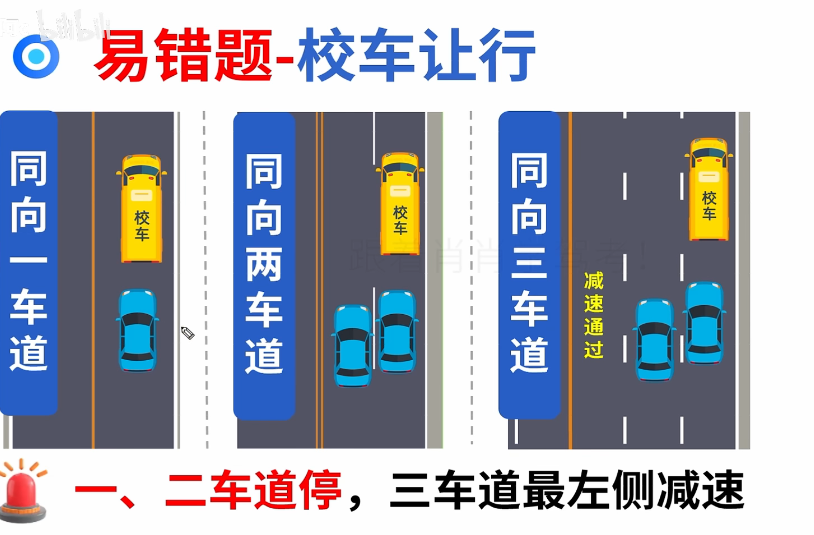 bilibili
易错题-校车让行
同向一车道
校车
同向两车道
校车
同向三车道
减速通过
校车
一、二车道停，三车道最左侧减速